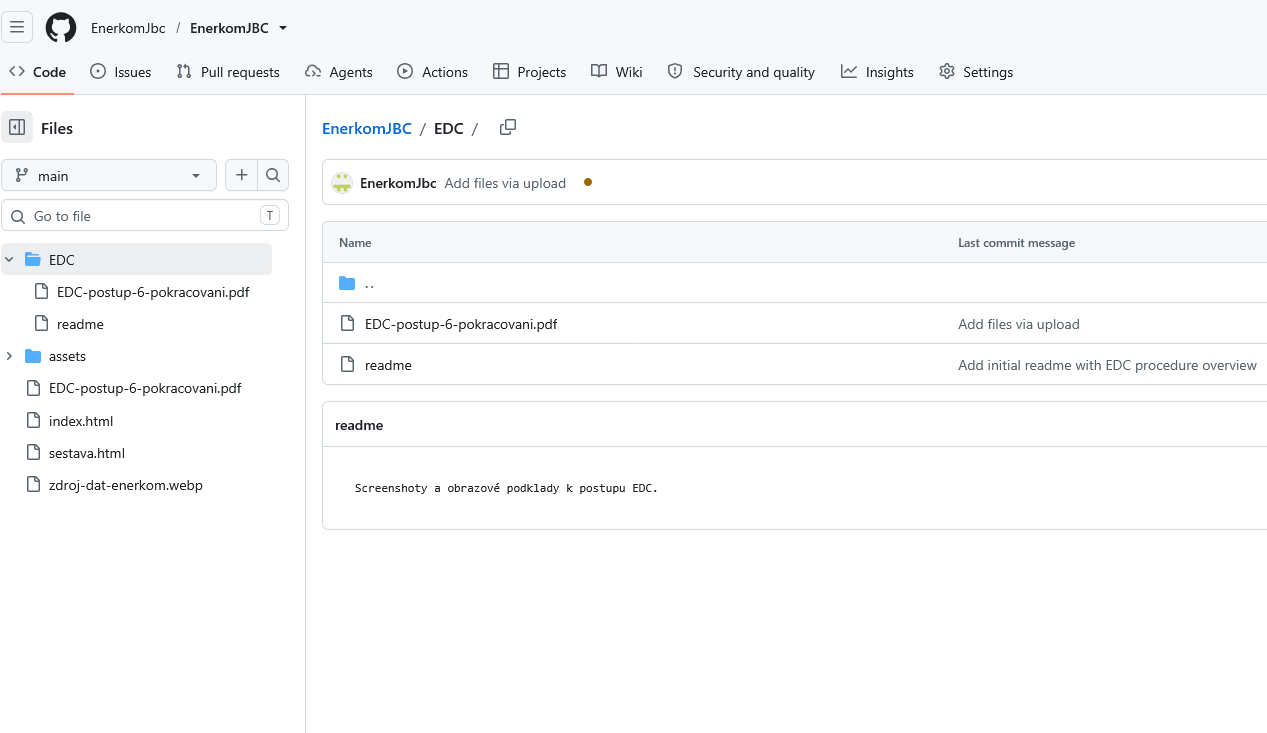 EnerkomJbc / EnerkomJBC
Code Issues Pull requests Agents Actions Projects Wiki Security and quality Insights Settings
Files
main
Go to file T
EDC
EDC-postup-6-pokracovani.pdf
readme
assets
EDC-postup-6-pokracovani.pdf
index.html
sestava.html
zdroj-dat-enerkom.webp
EnerkomJBC / EDC /
EnerkomJbc Add files via upload
Name Last commit message
..
EDC-postup-6-pokracovani.pdf Add files via upload
readme Add initial readme with EDC procedure overview
readme
Screenshoty a obrazové podklady k postupu EDC.